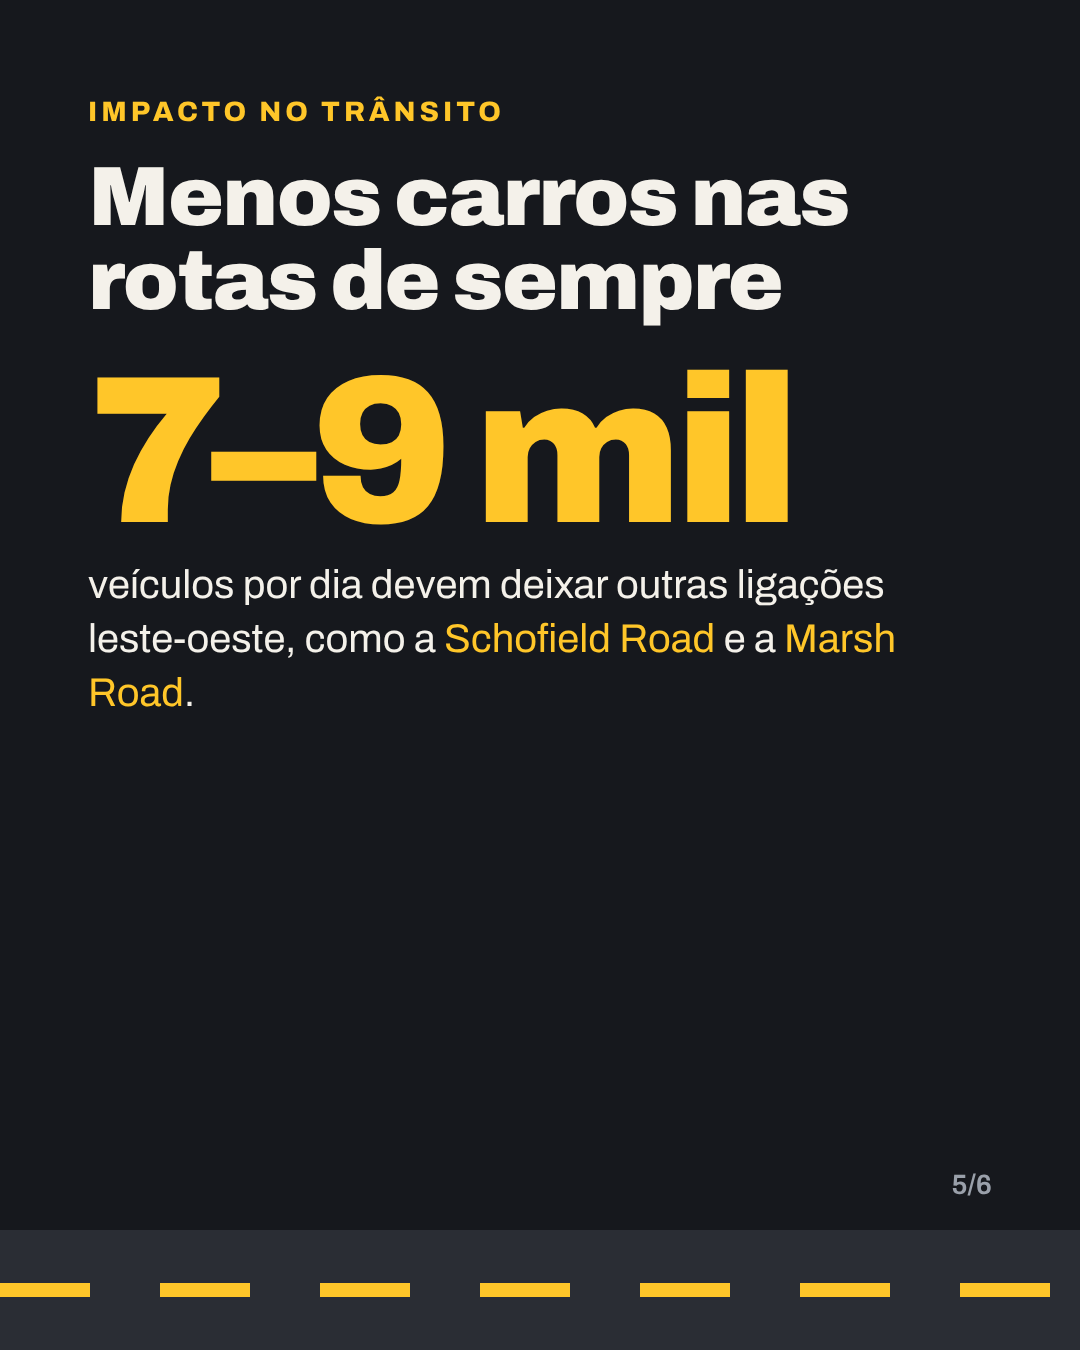 IMPACTO NO TRÂNSITO
Menos carros nas
rotas de sempre
7–9 mil
veículos por dia devem deixar outras ligações
leste-oeste, como a Schofield Road e a Marsh
Road.
5/6